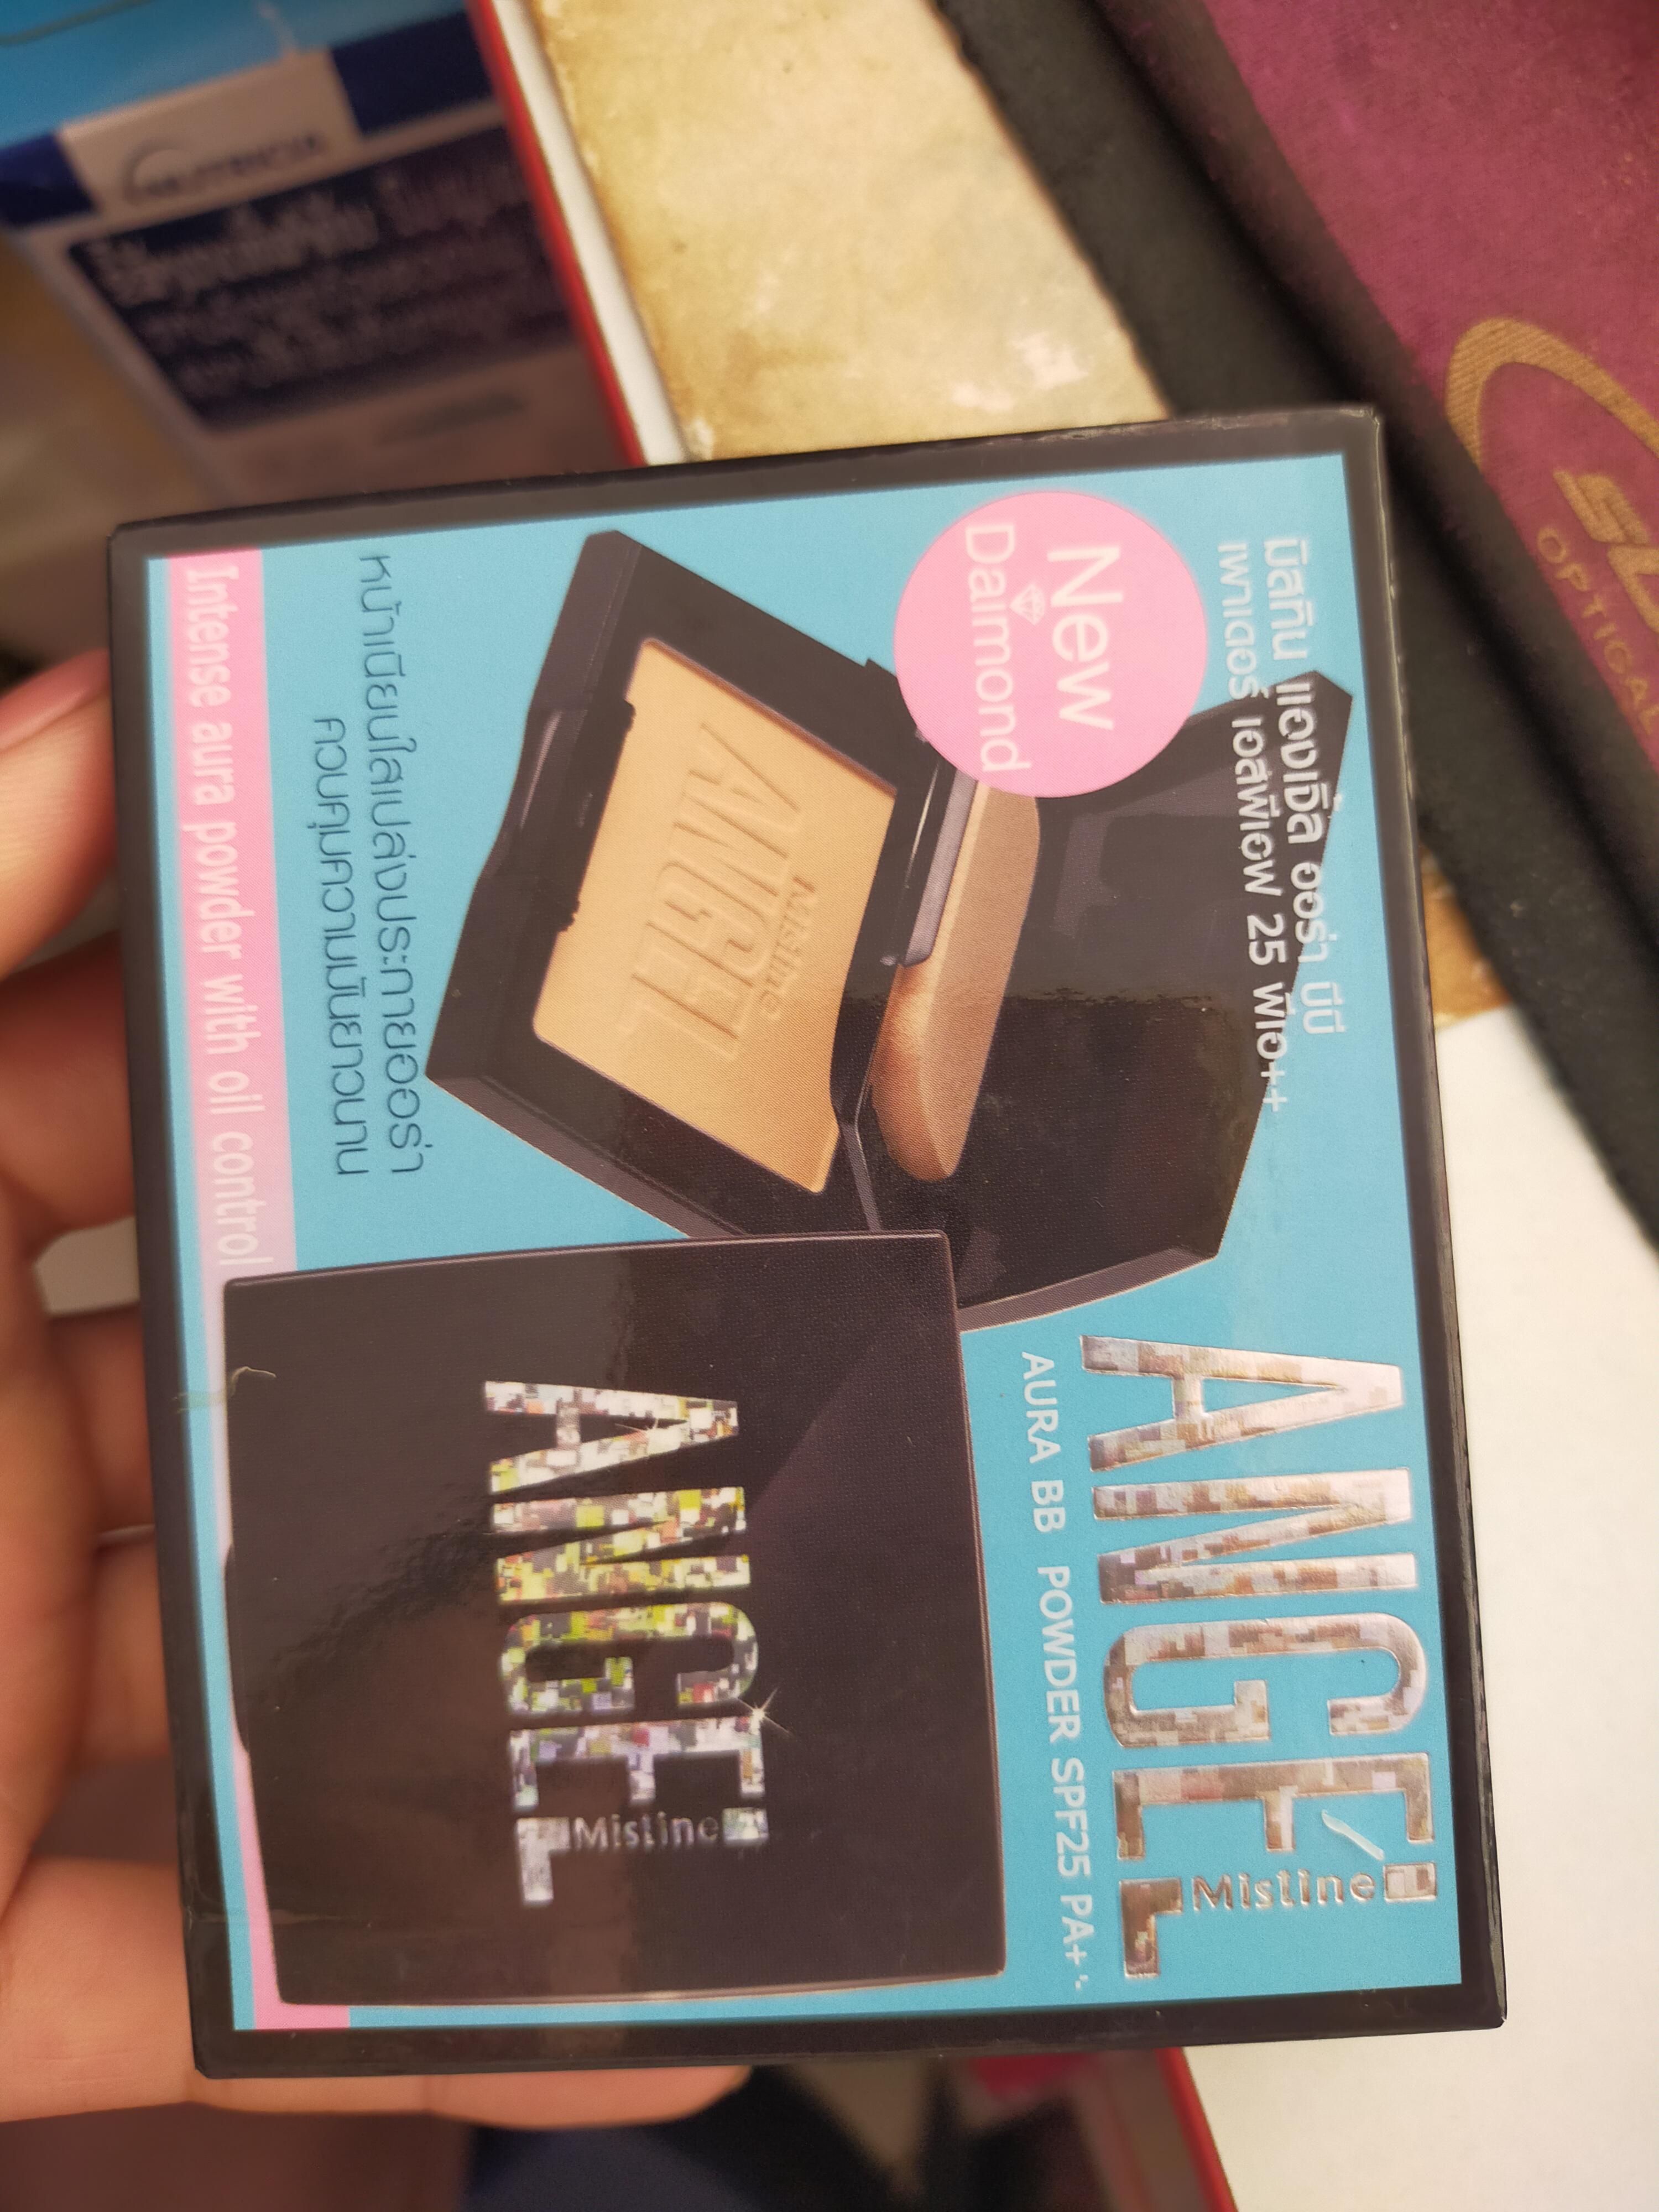 มิสทิน แองเจิ้ล ออร่า บีบี
เพาเดอร์ เอสพีเอฟ 25 พีเอ++
New
Daimond
ANGEL
Mistine
AURA BB POWDER SPF25 PA+
Mistine
ANGEL
ANGEL
Mistine
หน้าเนียนใสเปล่งประกายออร่า
ควบคุมความมันยาวนาน
Intense aura powder with oil control
OPTICAL